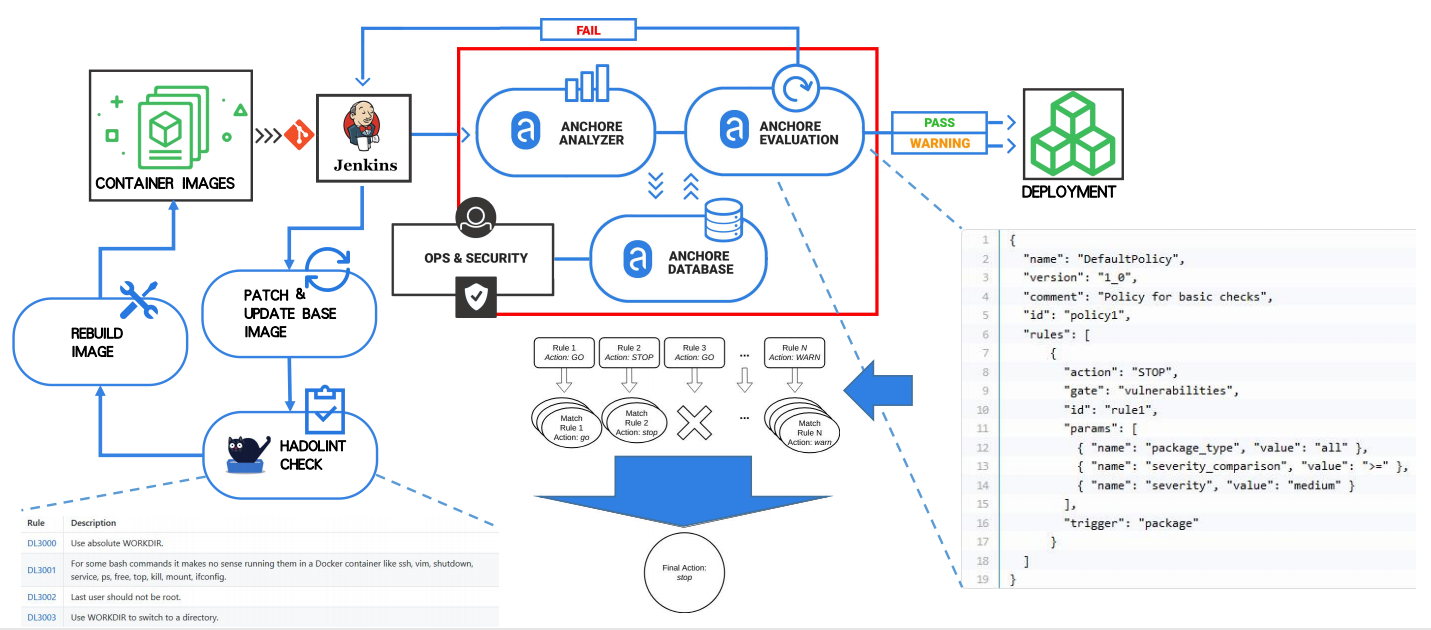 FAIL
CONTAINER IMAGES
Jenkins
ANCHORE
ANALYZER
ANCHORE
EVALUATION
PASS
WARNING
DEPLOYMENT
OPS & SECURITY
ANCHORE
DATABASE
PATCH &
UPDATE BASE
IMAGE
REBUILD
IMAGE
HADOLINT
CHECK
Rule Description
DL3000 Use absolute WORKDIR.
DL3001 For some bash commands it makes no sense running them in a Docker container like ssh, vim, shutdown,
service, ps, free, top, kill, mount, ifconfig.
DL3002 Last user should not be root.
DL3003 Use WORKDIR to switch to a directory.
Rule 1
Action: GO
Rule 2
Action: STOP
Rule 3
Action: GO
...
Rule N
Action: WARN
Match
Rule 1
Action: go
Match
Rule 2
Action: stop
...
Match
Rule N
Action: warn
Final Action:
stop
1 {
2 "name": "DefaultPolicy",
3 "version": "1_0",
4 "comment": "Policy for basic checks",
5 "id": "policy1",
6 "rules": [
7 {
8 "action": "STOP",
9 "gate": "vulnerabilities",
10 "id": "rule1",
11 "params": [
12 { "name": "package_type", "value": "all" },
13 { "name": "severity_comparison", "value": ">=" },
14 { "name": "severity", "value": "medium" }
15 ],
16 "trigger": "package"
17 }
18 ]
19 }